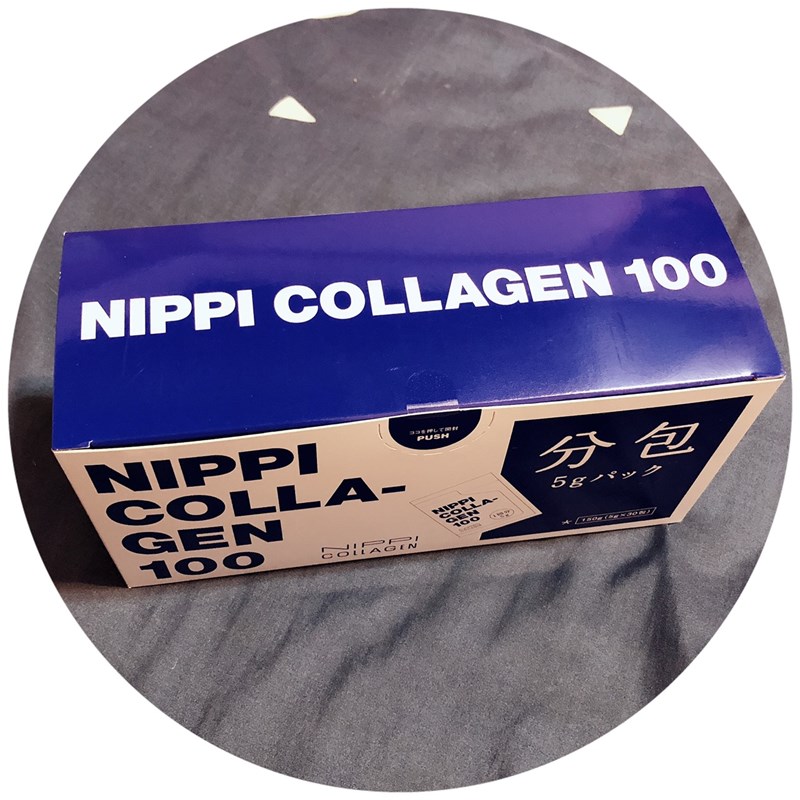 NIPPI COLLAGEN 100
ココを押して開封
PUSH
NIPPI
COLLA-
GEN
100
NIPPI
COLLAGEN
NIPPI
COLLA-
GEN
100
分包
5gパック
150g(5g×30包)